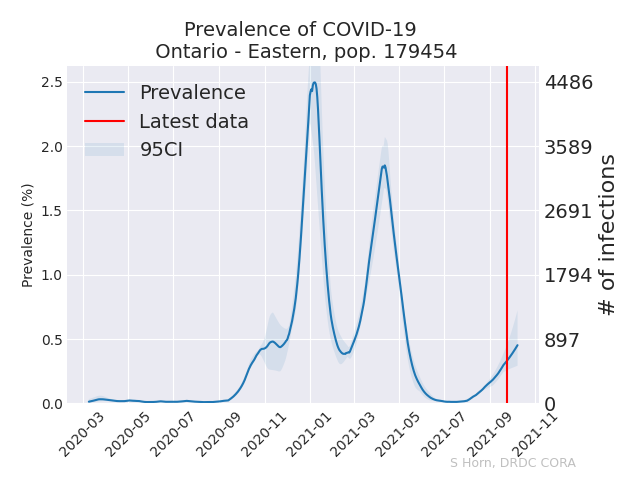 Prevalence of COVID-19
Ontario - Eastern, pop. 179454
Prevalence
Latest data
95CI
Prevalence (%)
2.5
2.0
1.5
1.0
0.5
0.0
4486
3589
2691
1794
897
0
# of infections
2020-03
2020-05
2020-07
2020-09
2020-11
2021-01
2021-03
2021-05
2021-07
2021-09
2021-11
S Horn, DRDC CORA